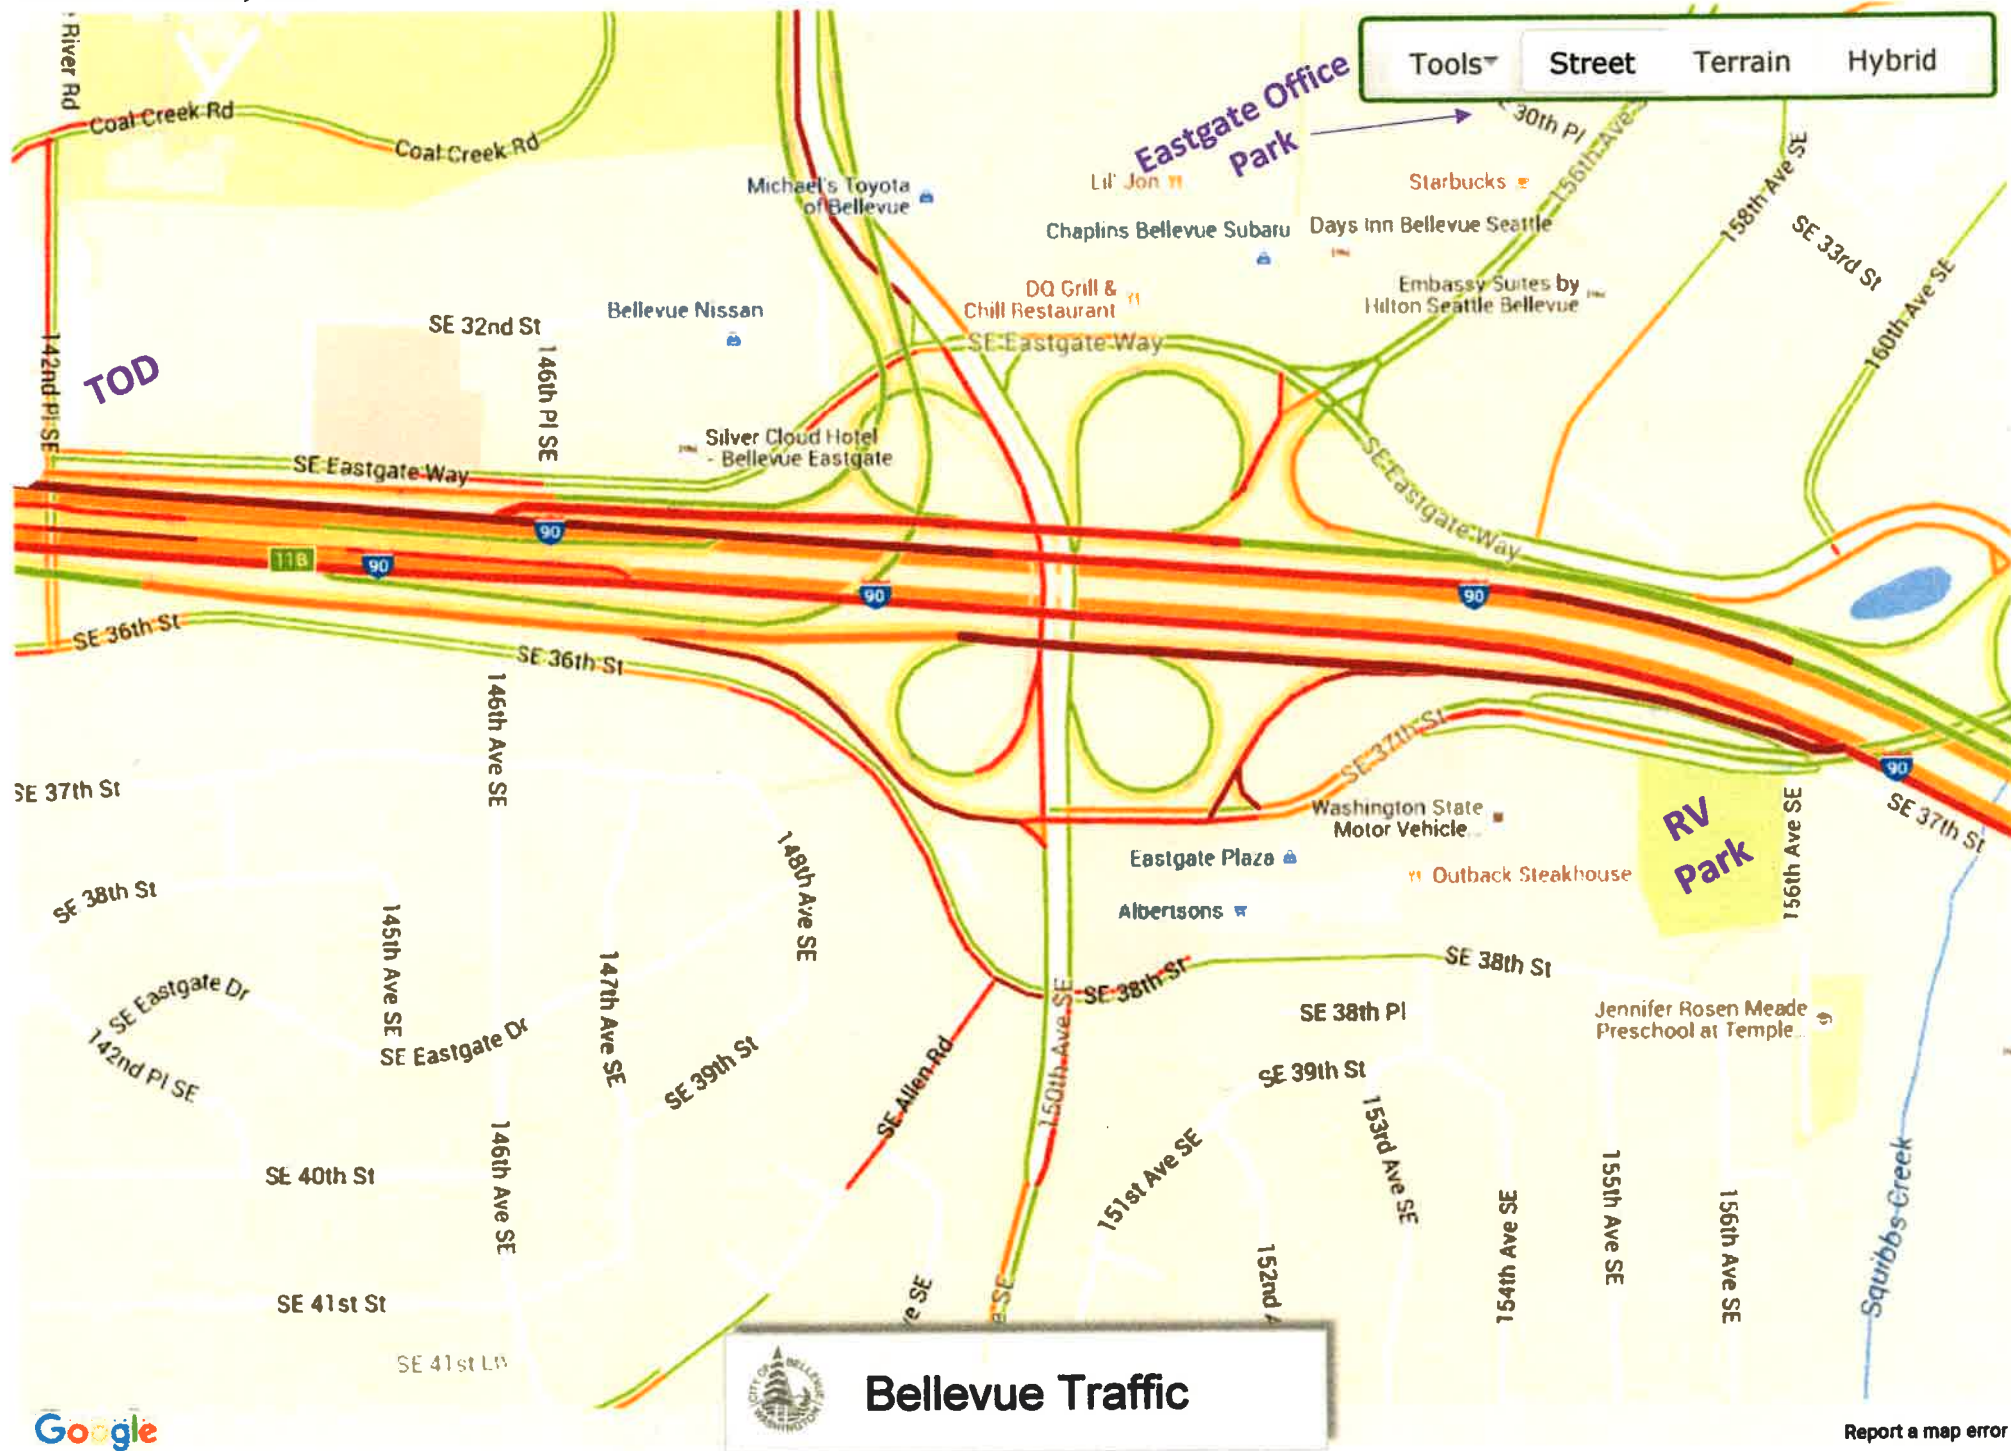 River Rd
Coal Creek Rd
Coal Creek Rd
Eastgate Office
Park
Tools
Street
Terrain
Hybrid
30th Pl
156th Ave S
158th Ave SE
SE 33rd St
160th Ave SE
Michael's Toyota
of Bellevue
Lil' Jon
Starbucks
Chaplins Bellevue Subaru
Days Inn Bellevue Seattle
DQ Grill &
Chill Restaurant
Embassy Suites by
Hilton Seattle Bellevue
Bellevue Nissan
SE 32nd St
146th Pl SE
142nd Pl SE
TOD
SE Eastgate Way
Silver Cloud Hotel
- Bellevue Eastgate
SE Eastgate Way
SE Eastgate Way
SE Eastgate Way
90
11B
90
90
90
90
SE 36th St
SE 36th St
146th Ave SE
SE 37th St
SE 37th St
SE 37th St
Washington State
Motor Vehicle...
Eastgate Plaza
Outback Steakhouse
Albertsons
RV
Park
156th Ave SE
148th Ave SE
SE 38th St
145th Ave SE
147th Ave SE
SE Eastgate Dr
SE Eastgate Dr
142nd Pl SE
SE 39th St
SE 38th St
SE 38th St
SE 38th Pl
SE 39th St
Jennifer Rosen Meade
Preschool at Temple...
SE Allen Rd
150th Ave SE
151st Ave SE
153rd Ave SE
154th Ave SE
155th Ave SE
156th Ave SE
152nd A
Squibbs Creek
SE 40th St
146th Ave SE
SE 41st St
SE 41st Ln
ve SE
e SE
CITY OF BELLEVUE
WASHINGTON
Bellevue Traffic
Google
Report a map error